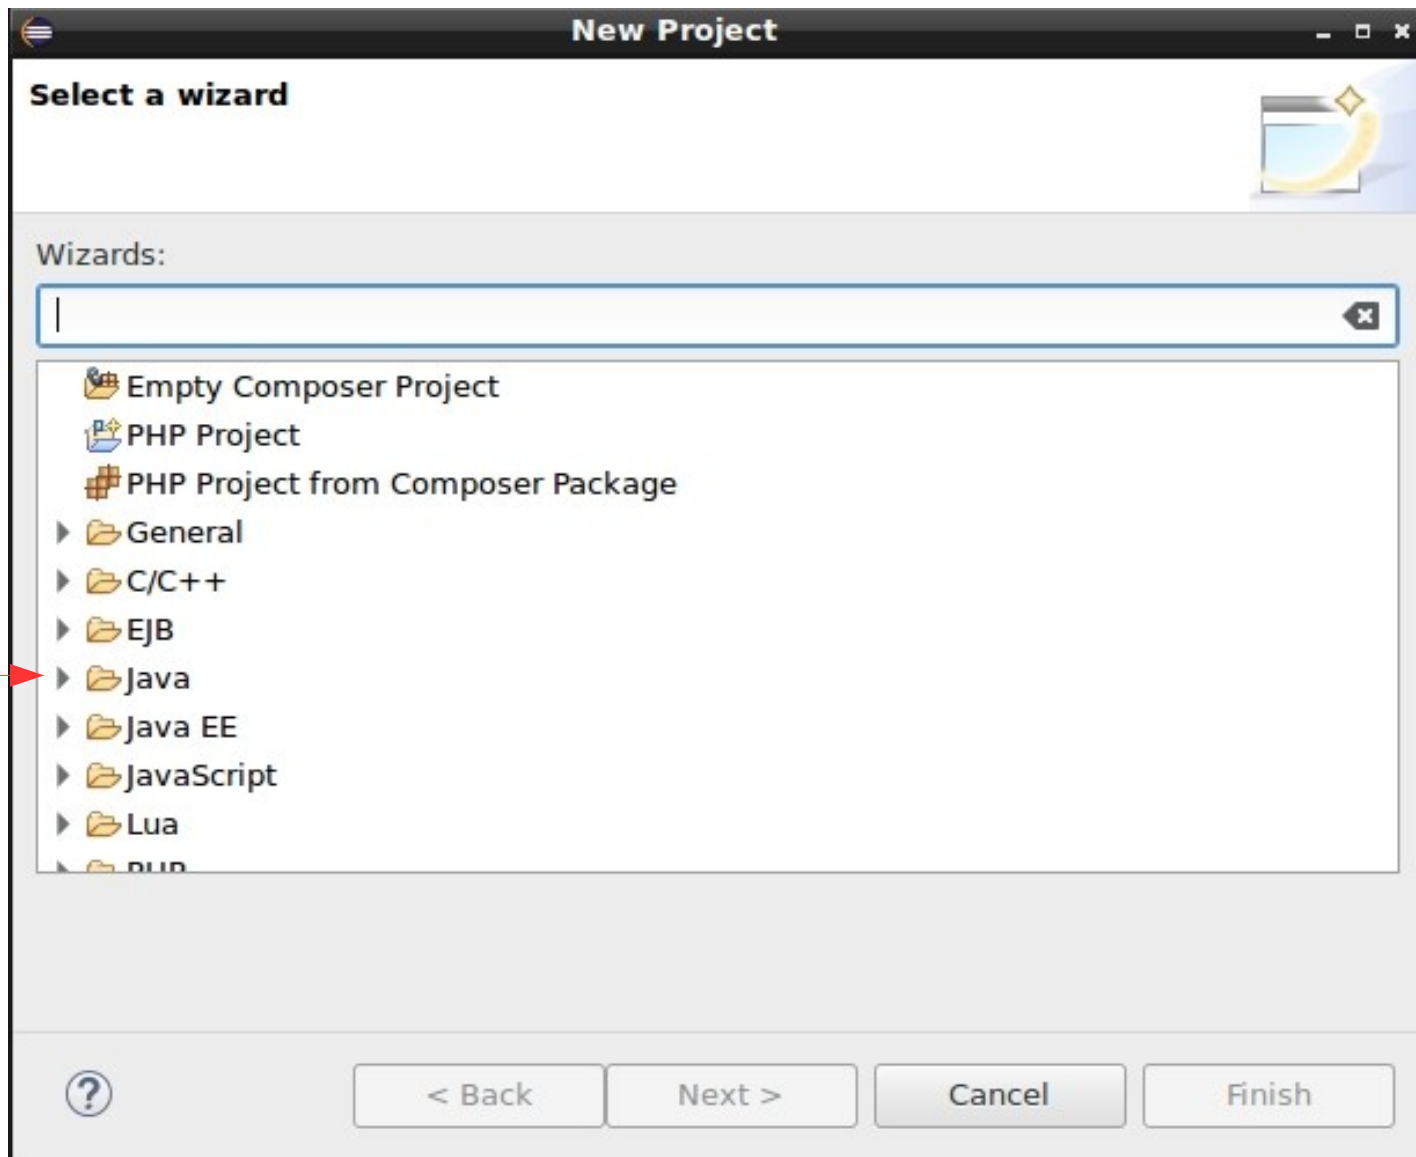 New Project
Select a wizard
Wizards:
Empty Composer Project
PHP Project
PHP Project from Composer Package
General
C/C++
EJB
Java
Java EE
JavaScript
Lua
PHP
< Back Next > Cancel Finish